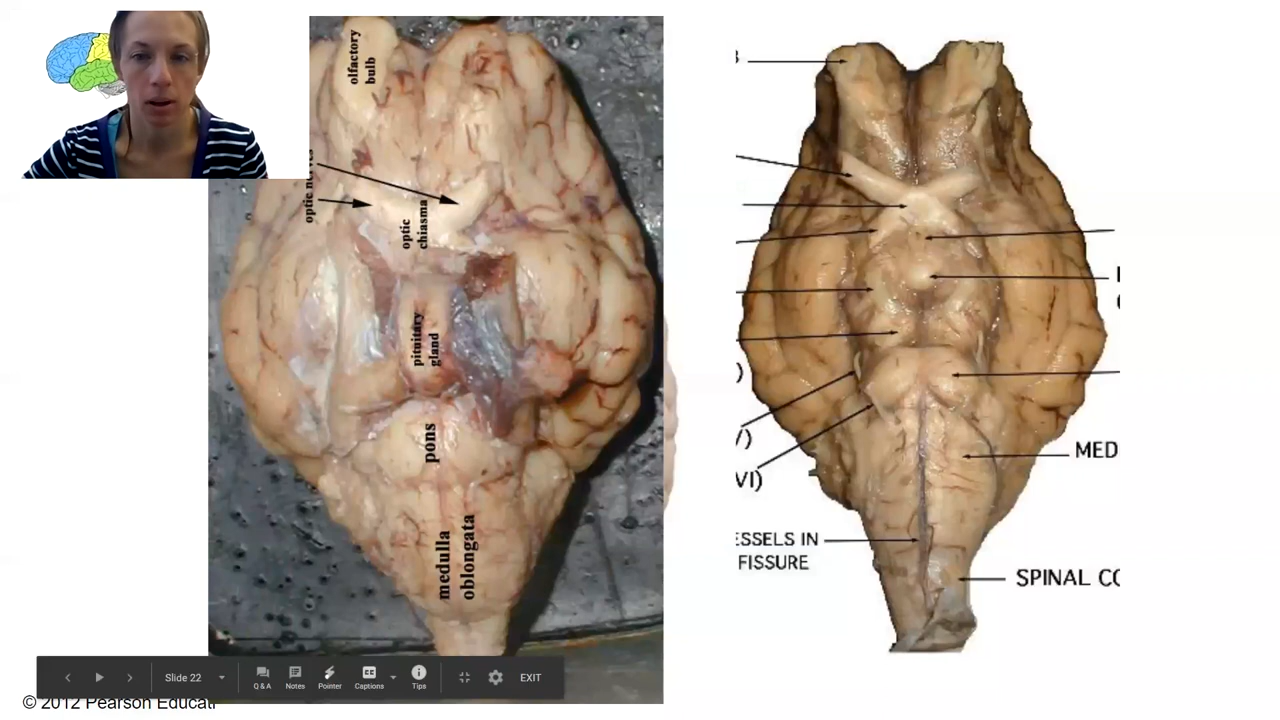 olfactory
bulb
optic
optic
chiasma
pituitary
gland
pons
medulla
oblongata
B
)
V)
VI)
MED
ESSELS IN
FISSURE
SPINAL CO
Slide 22
Q & A
Notes
Pointer
Captions
Tips
EXIT
© 2012 Pearson Educati